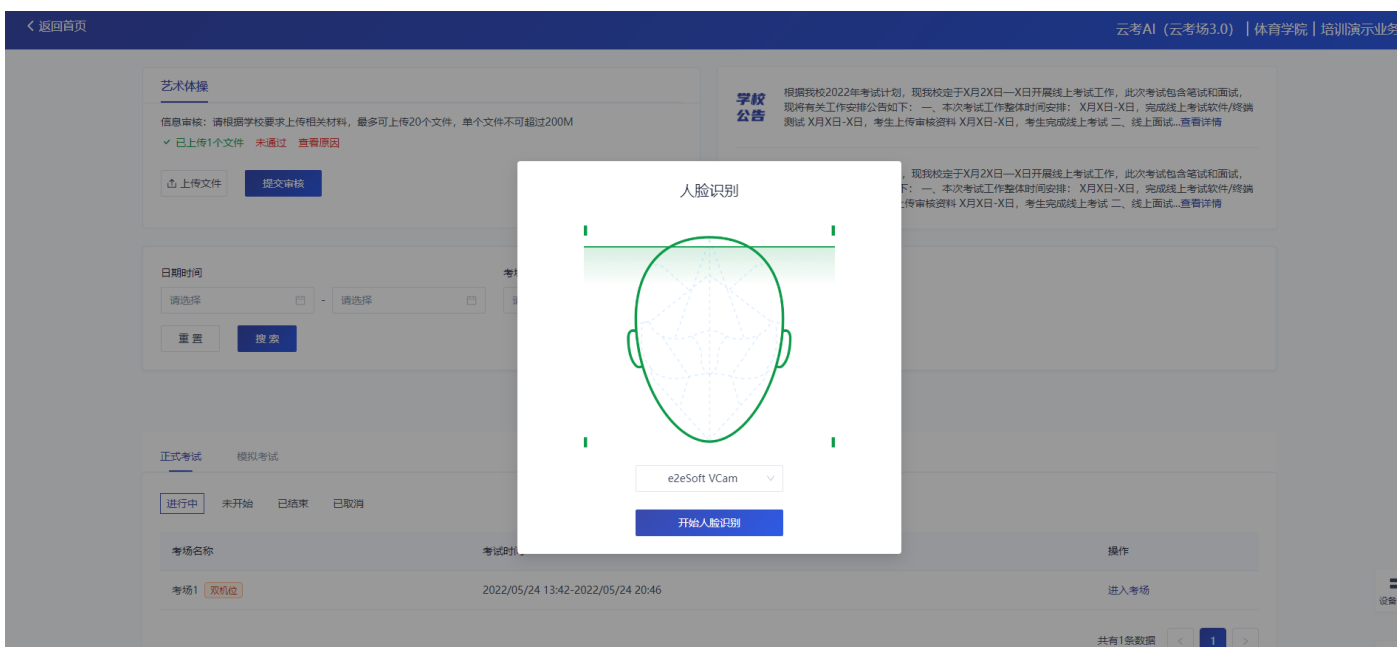 返回首页
云考AI（云考场3.0） | 体育学院 | 培训演示业务
艺术体操
信息审核：请根据学校要求上传相关材料，最多可上传20个文件，单个文件不可超过200M
已上传1个文件 未通过 查看原因
上传文件 提交审核
学校公告
根据我校2022年考试计划，现我校定于X月2X日—X日开展线上考试工作，此次考试包含笔试和面试，
现将有关工作安排公告如下： 一、本次考试工作整体时间安排： X月X日-X日，完成线上考试软件/终端
测试 X月X日-X日，考生上传审核资料 X月X日-X日，考生完成线上考试 二、线上面试...查看详情
，现我校定于X月2X日—X日开展线上考试工作，此次考试包含笔试和面试，
下： 一、本次考试工作整体时间安排： X月X日-X日，完成线上考试软件/终端
上传审核资料 X月X日-X日，考生完成线上考试 二、线上面试...查看详情
人脸识别
日期时间
考
请选择 - 请选择
重置 搜索
e2eSoft VCam
开始人脸识别
正式考试 模拟考试
进行中 未开始 已结束 已取消
考场名称 考试时 操作
考场1 双机位 2022/05/24 13:42-2022/05/24 20:46 进入考场
设备
共有1条数据 < 1 >